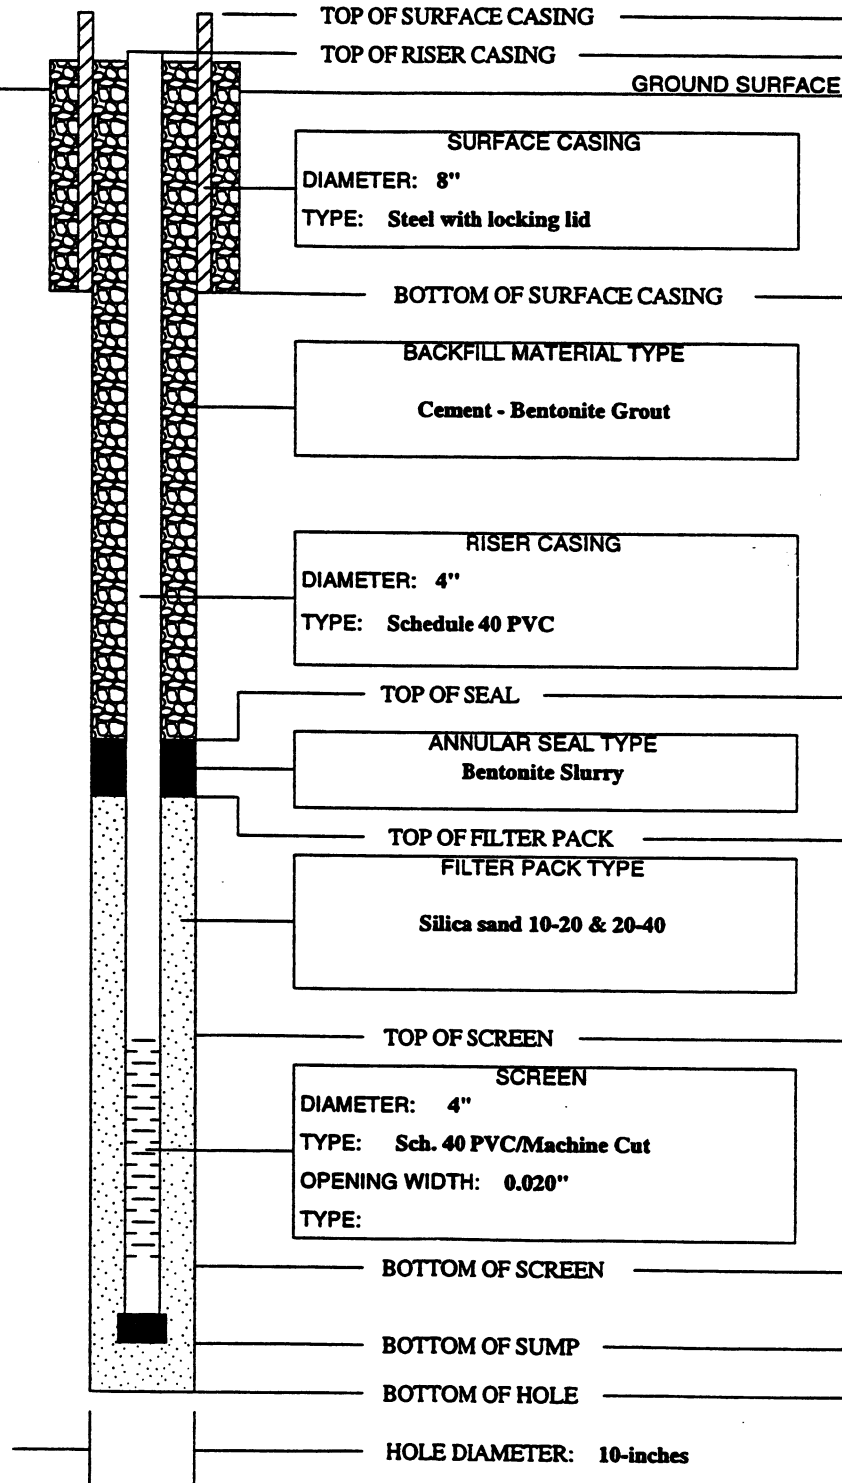 TOP OF SURFACE CASING
TOP OF RISER CASING
GROUND SURFACE
SURFACE CASING
DIAMETER: 8"
TYPE: Steel with locking lid
BOTTOM OF SURFACE CASING
BACKFILL MATERIAL TYPE
Cement - Bentonite Grout
RISER CASING
DIAMETER: 4"
TYPE: Schedule 40 PVC
TOP OF SEAL
ANNULAR SEAL TYPE
Bentonite Slurry
TOP OF FILTER PACK
FILTER PACK TYPE
Silica sand 10-20 & 20-40
TOP OF SCREEN
SCREEN
DIAMETER: 4"
TYPE: Sch. 40 PVC/Machine Cut
OPENING WIDTH: 0.020"
TYPE:
BOTTOM OF SCREEN
BOTTOM OF SUMP
BOTTOM OF HOLE
HOLE DIAMETER: 10-inches